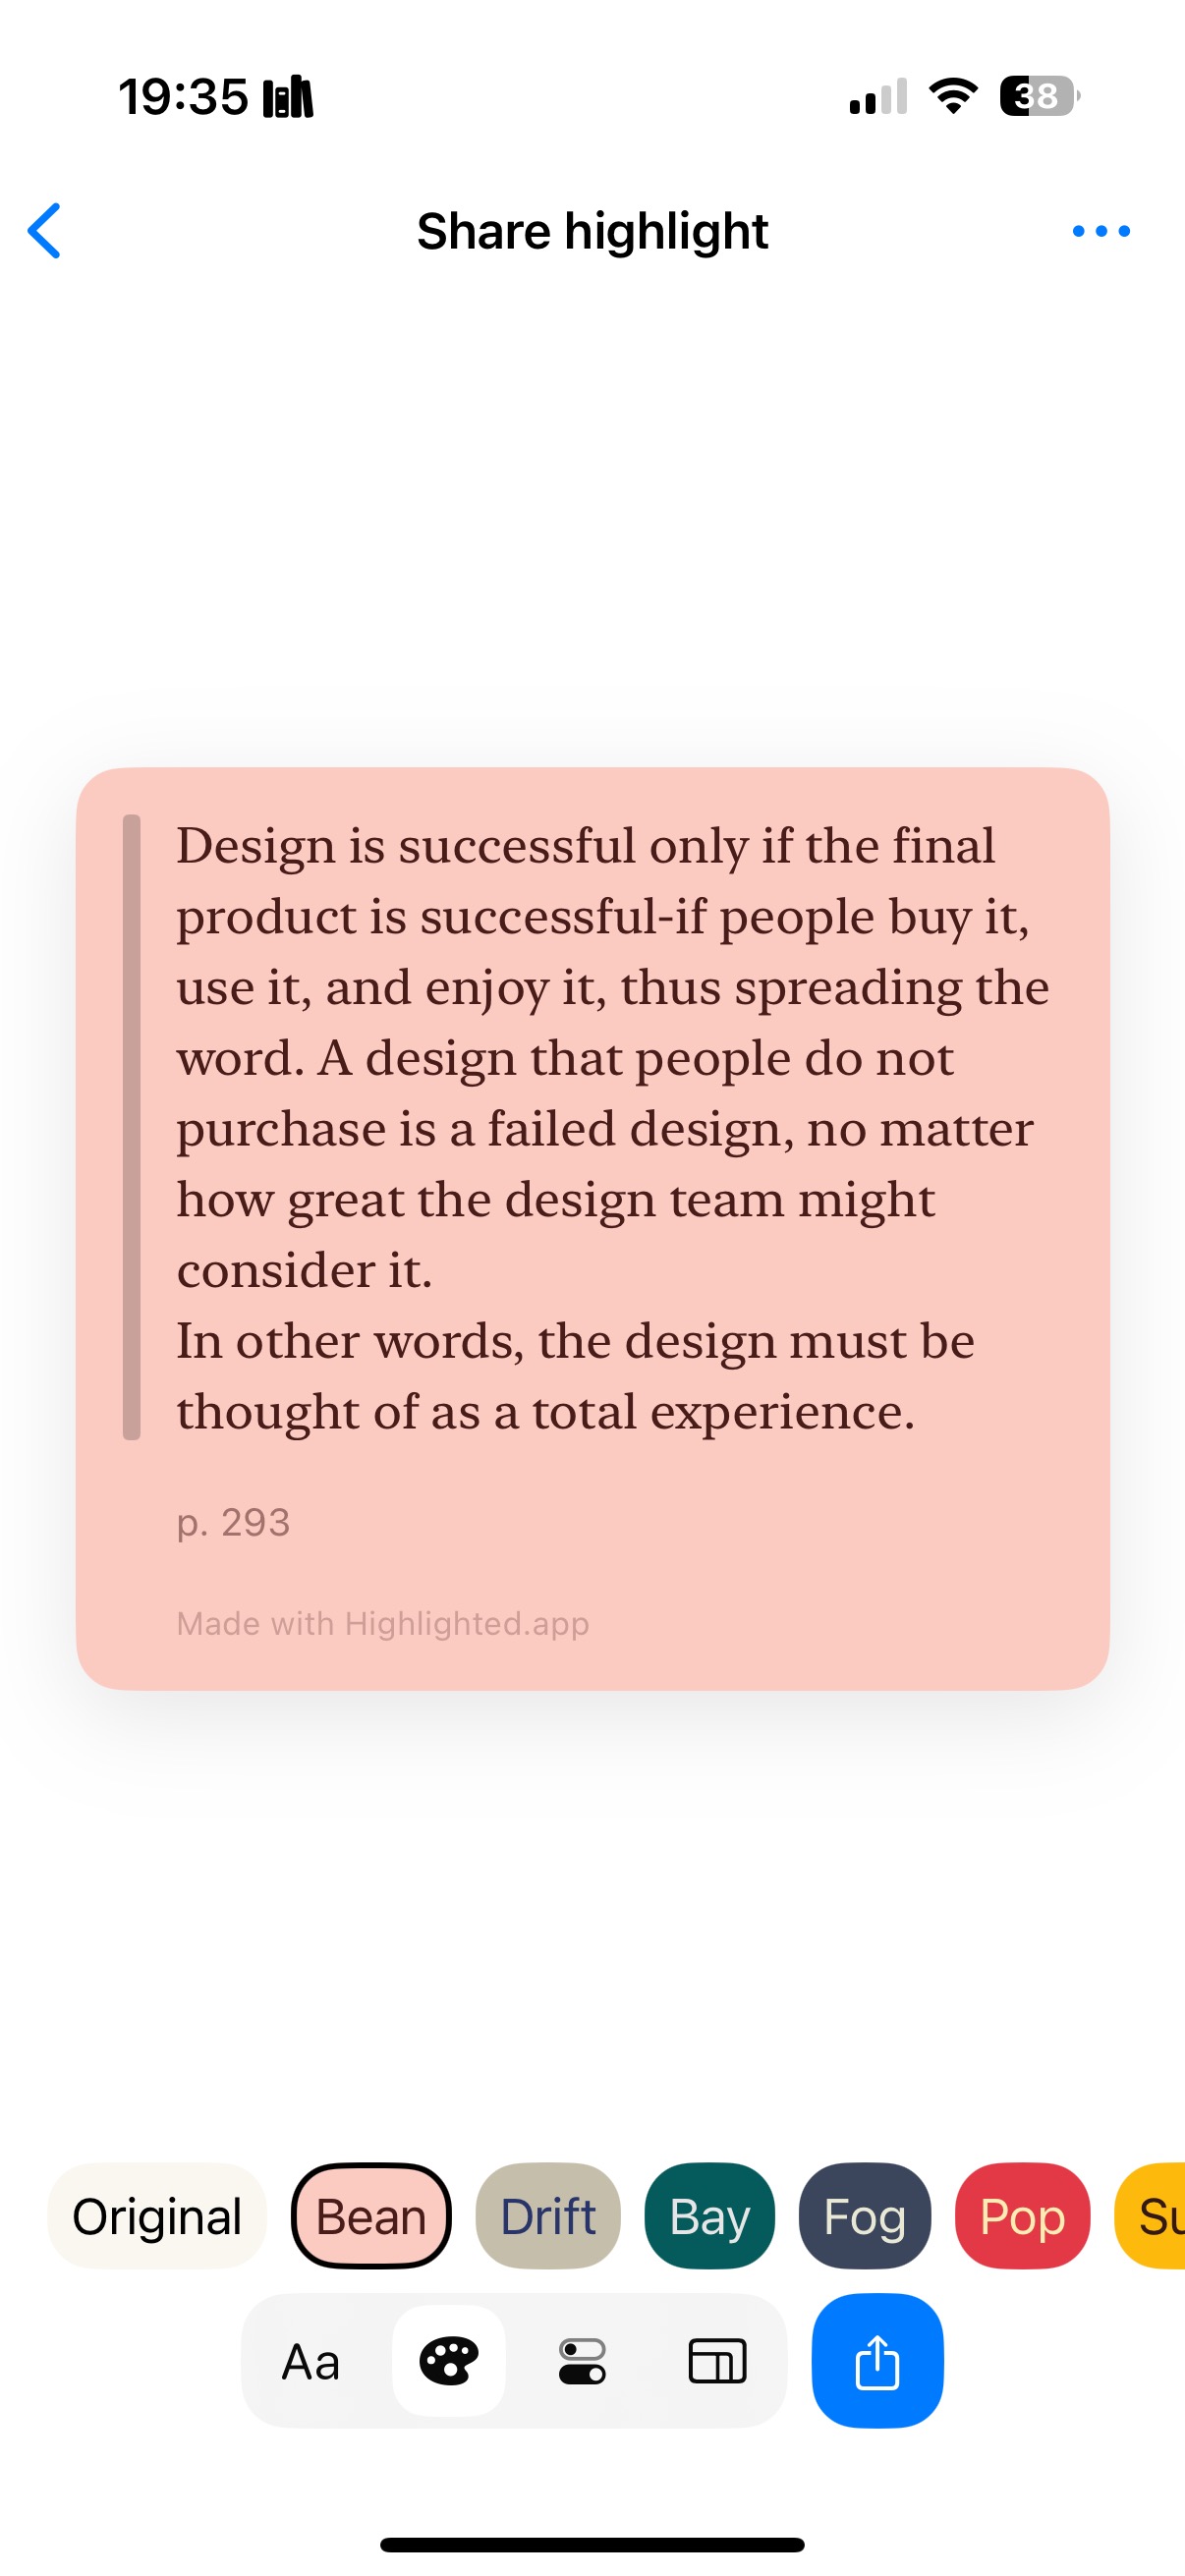 19:35
38
Share highlight
Design is successful only if the final
product is successful-if people buy it,
use it, and enjoy it, thus spreading the
word. A design that people do not
purchase is a failed design, no matter
how great the design team might
consider it.
In other words, the design must be
thought of as a total experience.
p. 293
Made with Highlighted.app
Original Bean Drift Bay Fog Pop Su
Aa